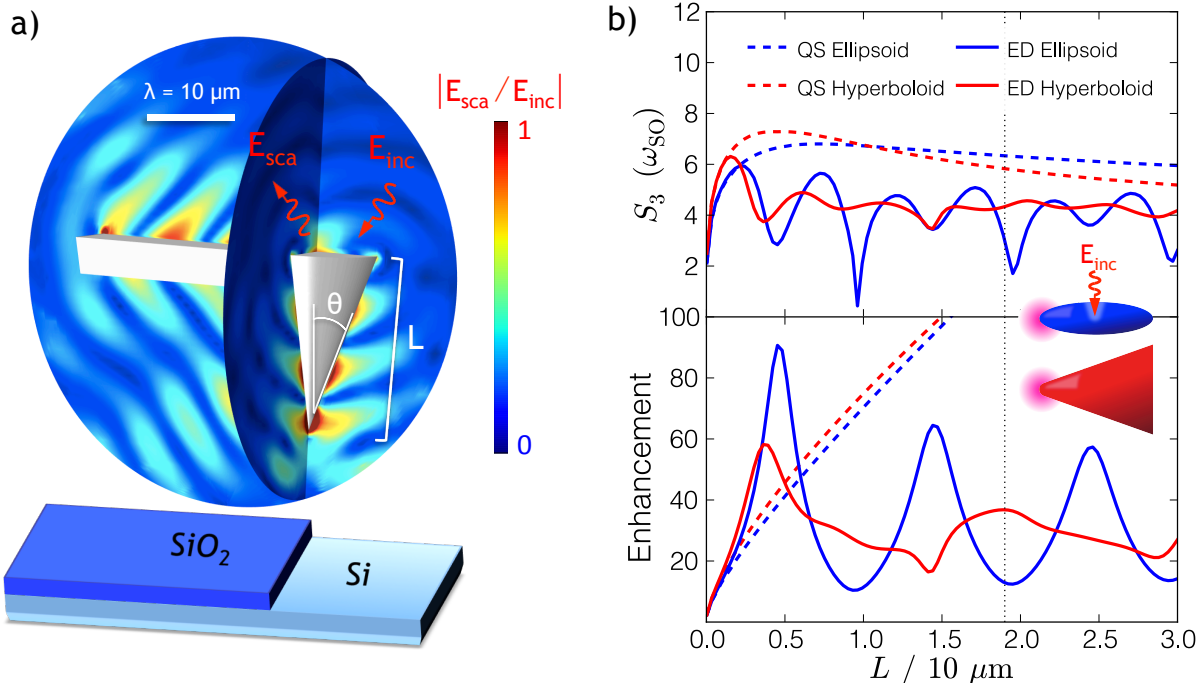 a)
λ = 10 μm
|E_sca / E_inc|
1
0
E_sca
E_inc
θ
L
SiO₂
Si
b)
12
10
8
6
4
2
S₃ (ω_SO)
QS Ellipsoid
ED Ellipsoid
QS Hyperboloid
ED Hyperboloid
E_inc
100
80
60
40
20
Enhancement
0.0
0.5
1.0
1.5
2.0
2.5
3.0
L / 10 μm